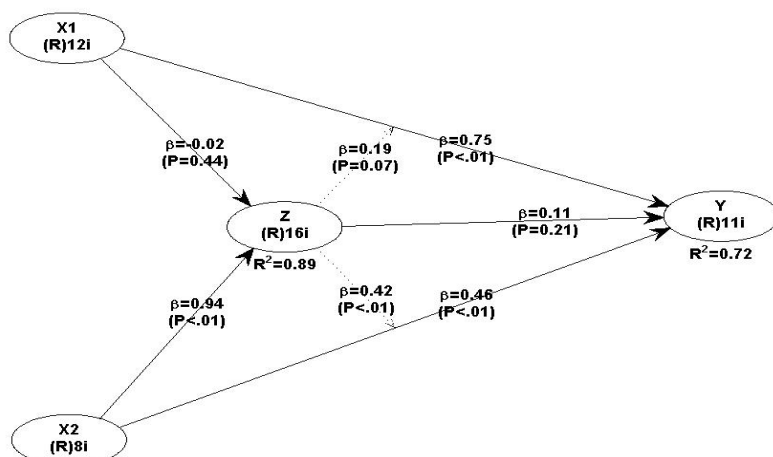 X1
(R)12i
β=-0.02
(P=0.44)
β=0.19
(P=0.07)
β=0.75
(P<.01)
Z
(R)16i
R²=0.89
β=0.11
(P=0.21)
Y
(R)11i
R²=0.72
β=0.94
(P<.01)
β=0.42
(P<.01)
β=0.46
(P<.01)
X2
(R)8i